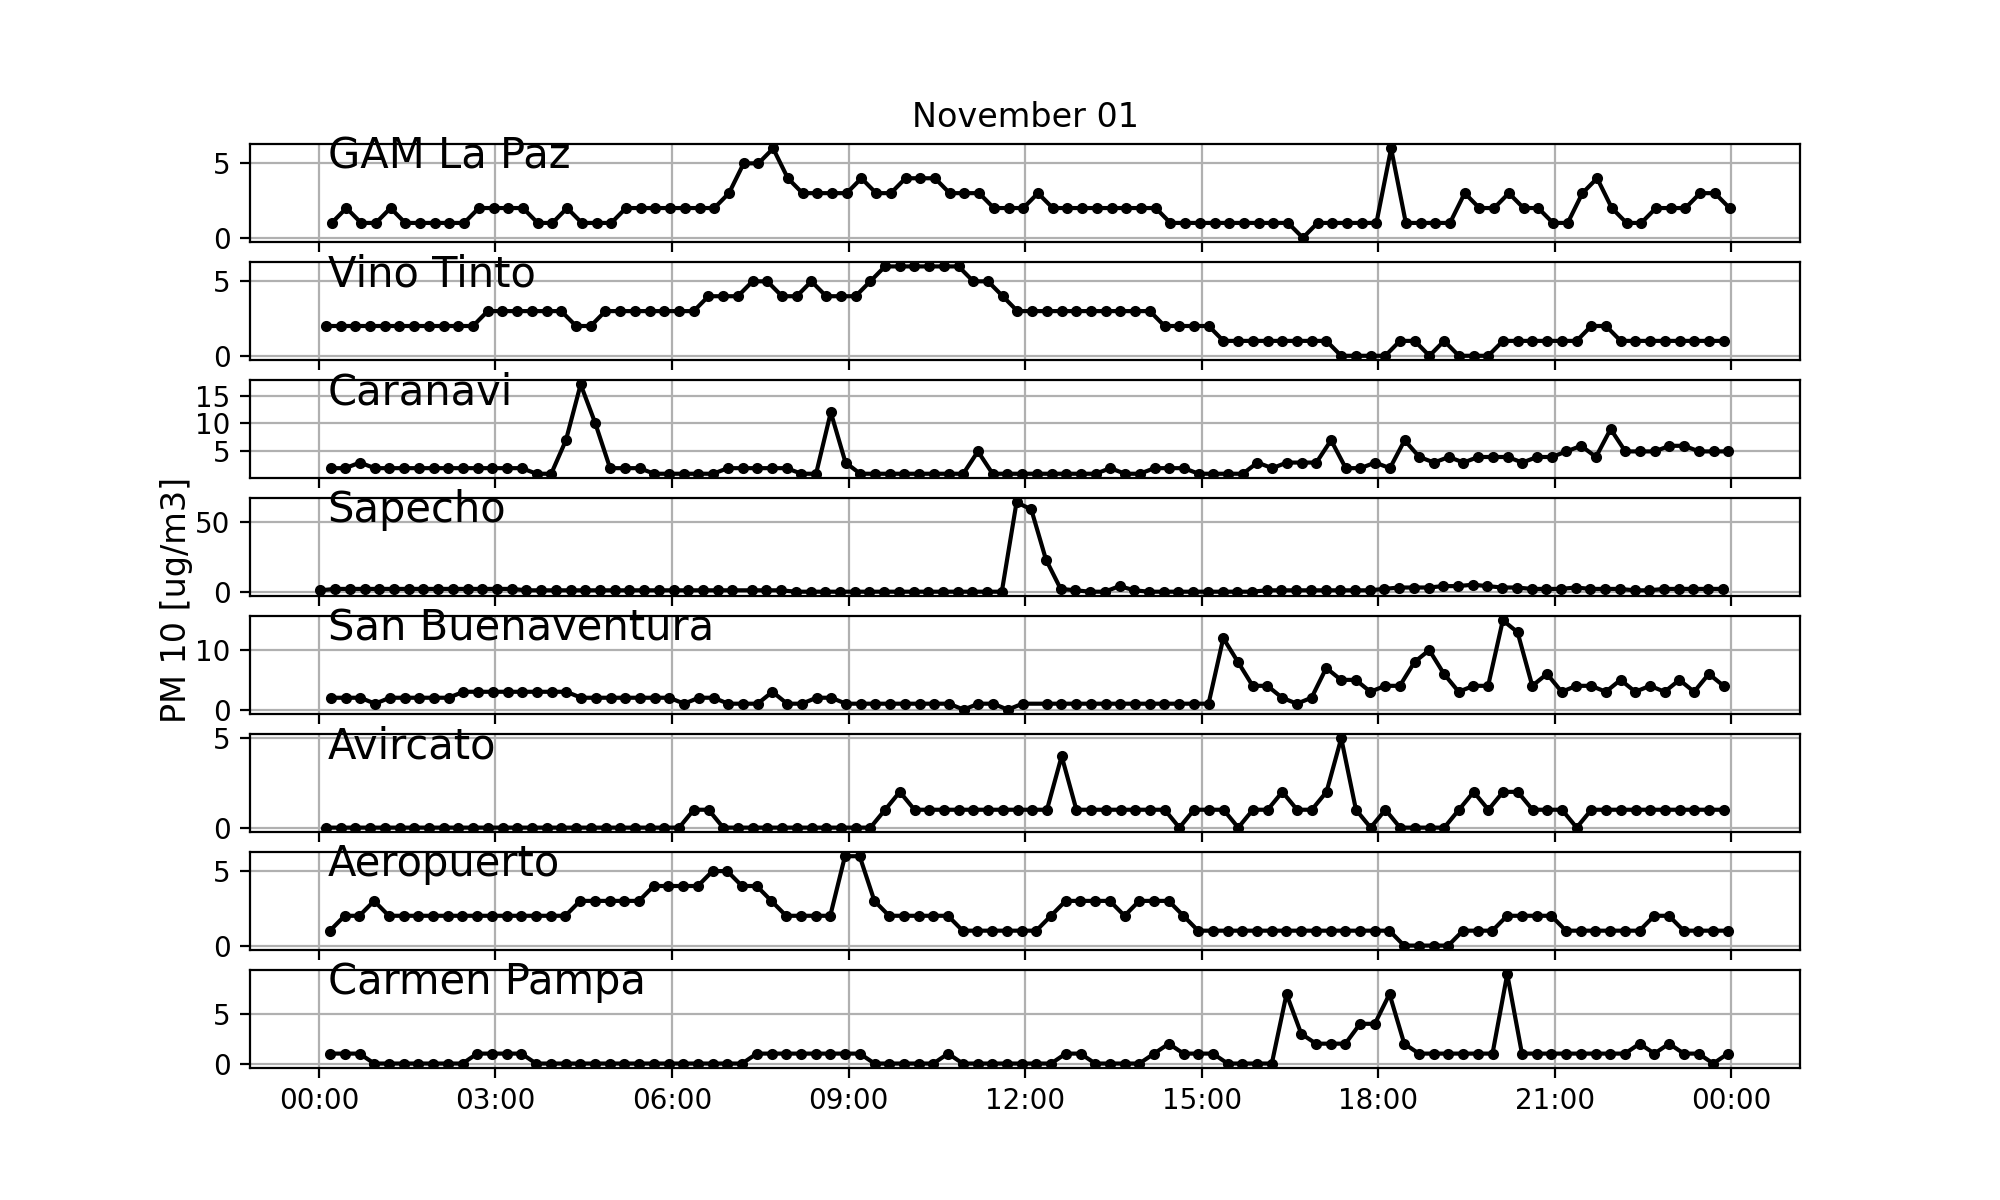 November 01
PM 10 [ug/m3]
GAM La Paz
5
0
Vino Tinto
5
0
Caranavi
15
10
5
Sapecho
50
0
San Buenaventura
10
0
Avircato
5
0
Aeropuerto
5
0
Carmen Pampa
5
0
00:00 03:00 06:00 09:00 12:00 15:00 18:00 21:00 00:00